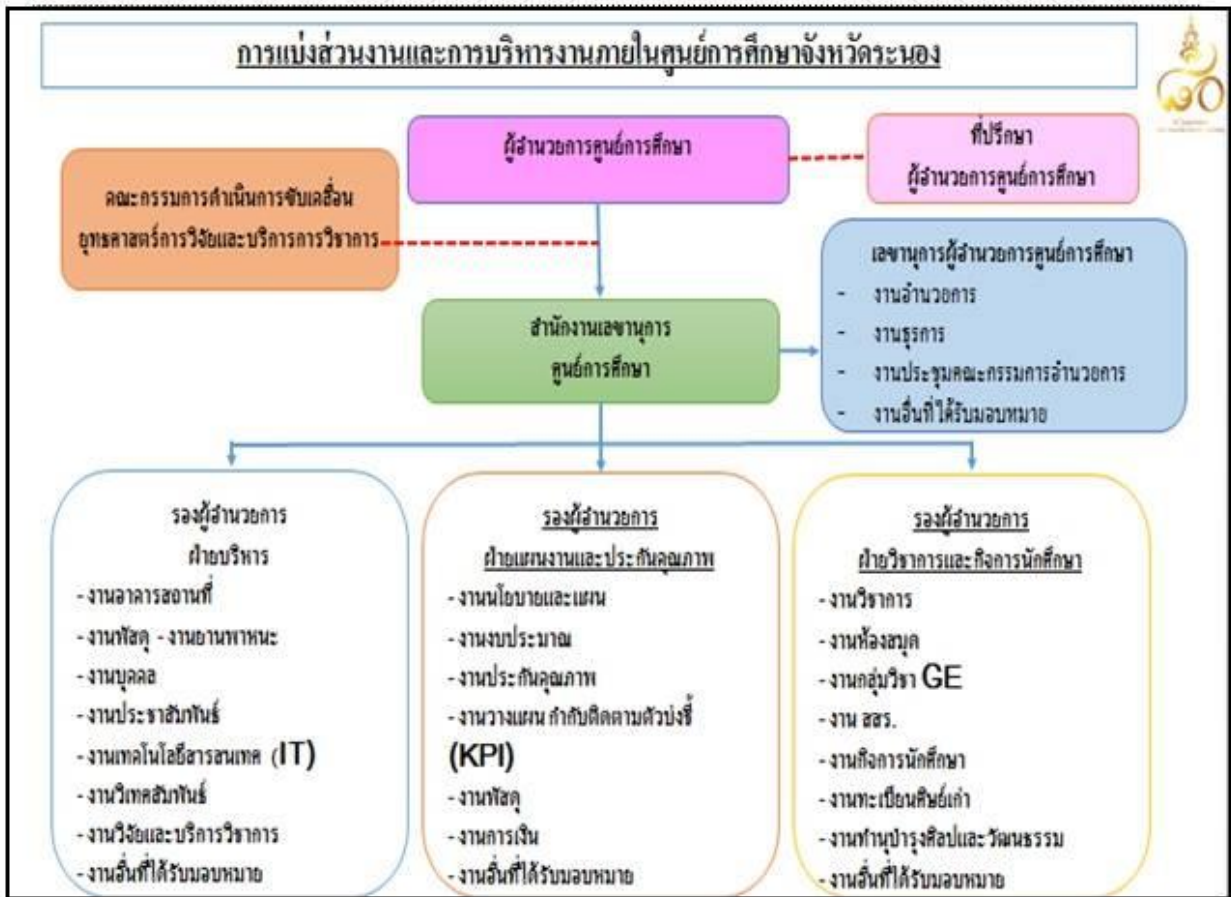 การแบ่งส่วนงานและการบริหารงานภายในศูนย์การศึกษาจังหวัดระนอง
ผู้อำนวยการศูนย์การศึกษา
ที่ปรึกษา
ผู้อำนวยการศูนย์การศึกษา
คณะกรรมการดำเนินการขับเคลื่อน
ยุทธศาสตร์การวิจัยและบริการการวิชาการ
เลขานุการผู้อำนวยการศูนย์การศึกษา
- งานอำนวยการ
- งานธุรการ
- งานประชุมคณะกรรมการอำนวยการ
- งานอื่นที่ได้รับมอบหมาย
สำนักงานเลขานุการ
ศูนย์การศึกษา
รองผู้อำนวยการ
ฝ่ายบริหาร
- งานอาคารสถานที่
- งานพัสดุ - งานยานพาหนะ
- งานบุคคล
- งานประชาสัมพันธ์
- งานเทคโนโลยีสารสนเทศ (IT)
- งานวิเทศสัมพันธ์
- งานวิจัยและบริการวิชาการ
- งานอื่นที่ได้รับมอบหมาย
รองผู้อำนวยการ
ฝ่ายแผนงานและประกันคุณภาพ
- งานนโยบายและแผน
- งานงบประมาณ
- งานประกันคุณภาพ
- งานวางแผน กำกับติดตามตัวบ่งชี้
(KPI)
- งานพัสดุ
- งานการเงิน
- งานอื่นที่ได้รับมอบหมาย
รองผู้อำนวยการ
ฝ่ายวิชาการและกิจการนักศึกษา
- งานวิชาการ
- งานห้องสมุด
- งานกลุ่มวิชา GE
- งาน สสร.
- งานกิจการนักศึกษา
- งานทะเบียนศิษย์เก่า
- งานทำนุบำรุงศิลปและวัฒนธรรม
- งานอื่นที่ได้รับมอบหมาย